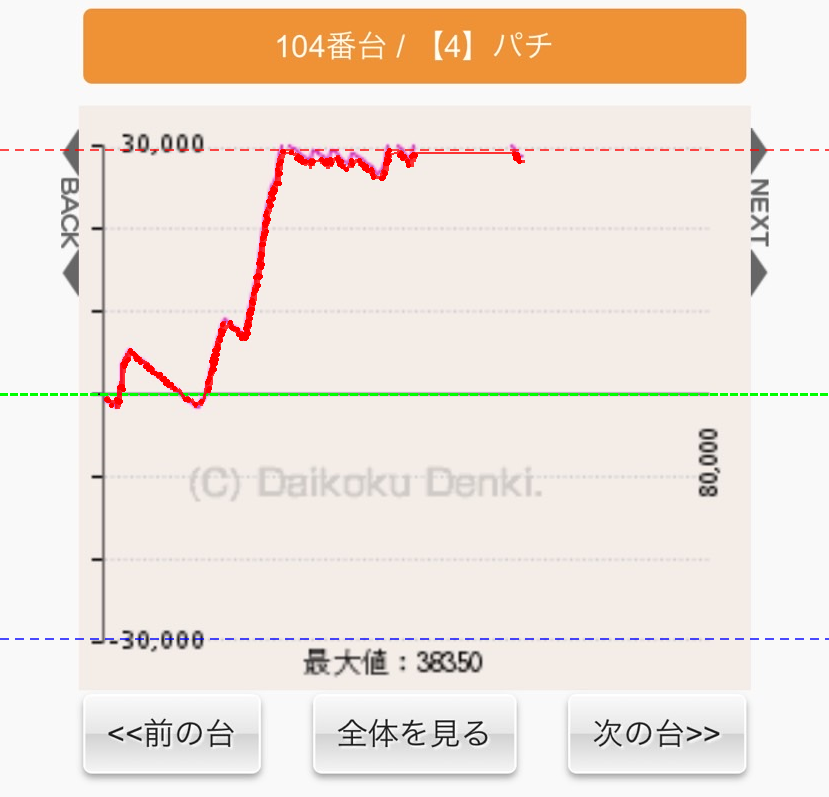 104番台 / 【4】パチ
30,000
BACK
NEXT
80,000
(C) Daikoku Denki.
-30,000
最大値：38350
<<前の台
全体を見る
次の台>>